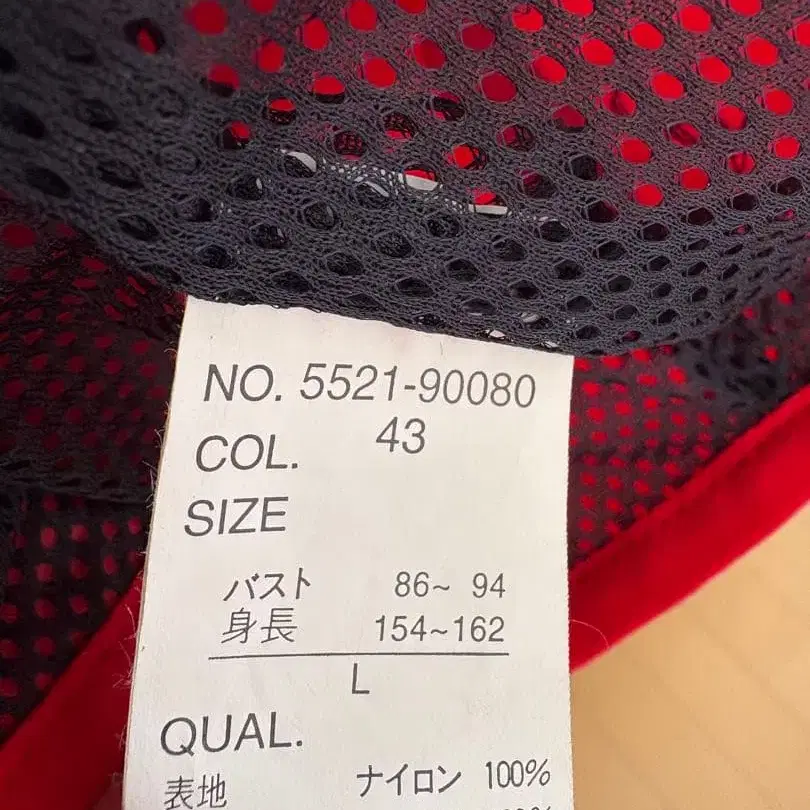 NO. 5521-90080
COL. 43
SIZE
バスト 86~ 94
身長 154~162
L
QUAL.
表地 ナイロン 100%